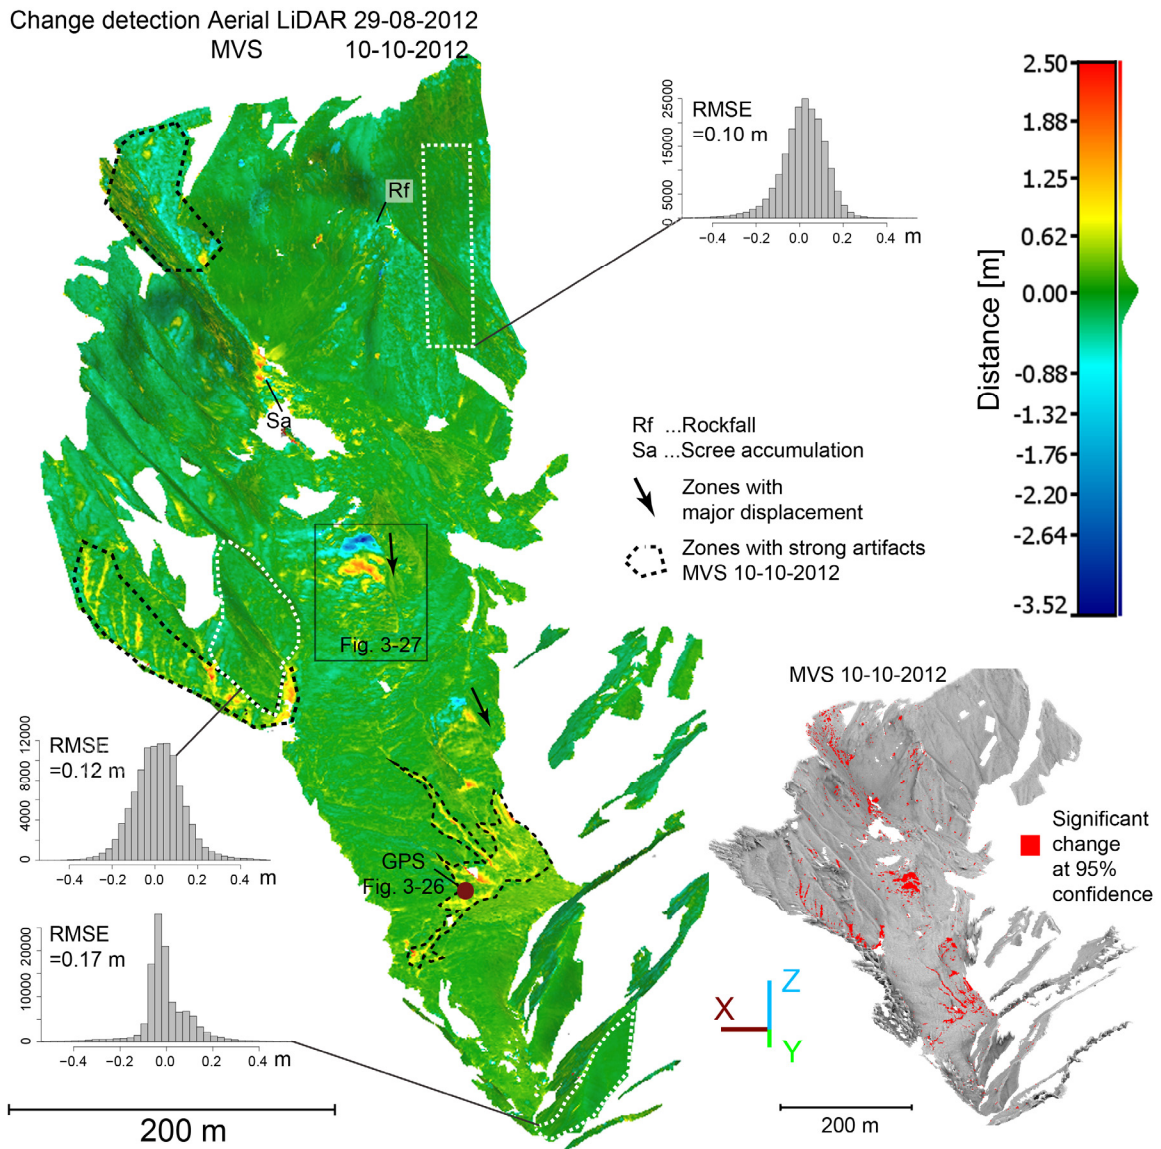 Change detection Aerial LiDAR 29-08-2012
MVS 10-10-2012
RMSE
=0.10 m
25000
15000
5000
0
−0.4 −0.2 0.0 0.2 0.4 m
Rf
Sa
2.50
1.88
1.25
0.62
0.00
-0.88
-1.32
-1.76
-2.20
-2.64
-3.52
Distance [m]
Rf ...Rockfall
Sa ...Scree accumulation
Zones with
major displacement
Zones with strong artifacts
MVS 10-10-2012
Fig. 3-27
RMSE
=0.12 m
12000
8000
4000
0
−0.4 −0.2 0.0 0.2 0.4 m
GPS
Fig. 3-26
RMSE
=0.17 m
20000
10000
0
−0.4 −0.2 0.0 0.2 0.4 m
200 m
MVS 10-10-2012
Significant
change
at 95%
confidence
X
Z
Y
200 m